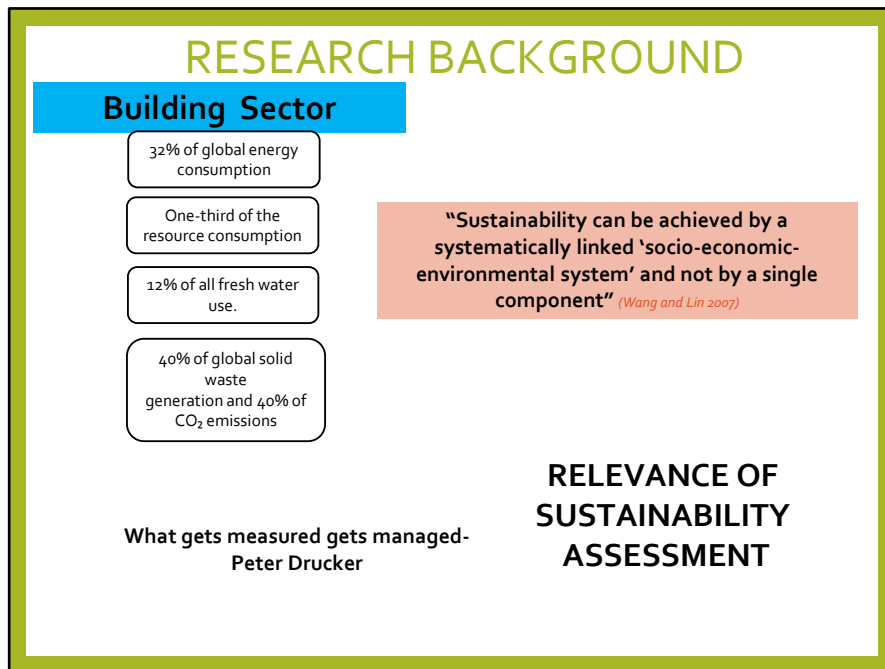 RESEARCH BACKGROUND
Building Sector
32% of global energy
consumption
One-third of the
resource consumption
12% of all fresh water
use.
40% of global solid
waste
generation and 40% of
CO₂ emissions
“Sustainability can be achieved by a
systematically linked ‘socio-economic-
environmental system’ and not by a single
component” (Wang and Lin 2007)
What gets measured gets managed-
Peter Drucker
RELEVANCE OF
SUSTAINABILITY
ASSESSMENT